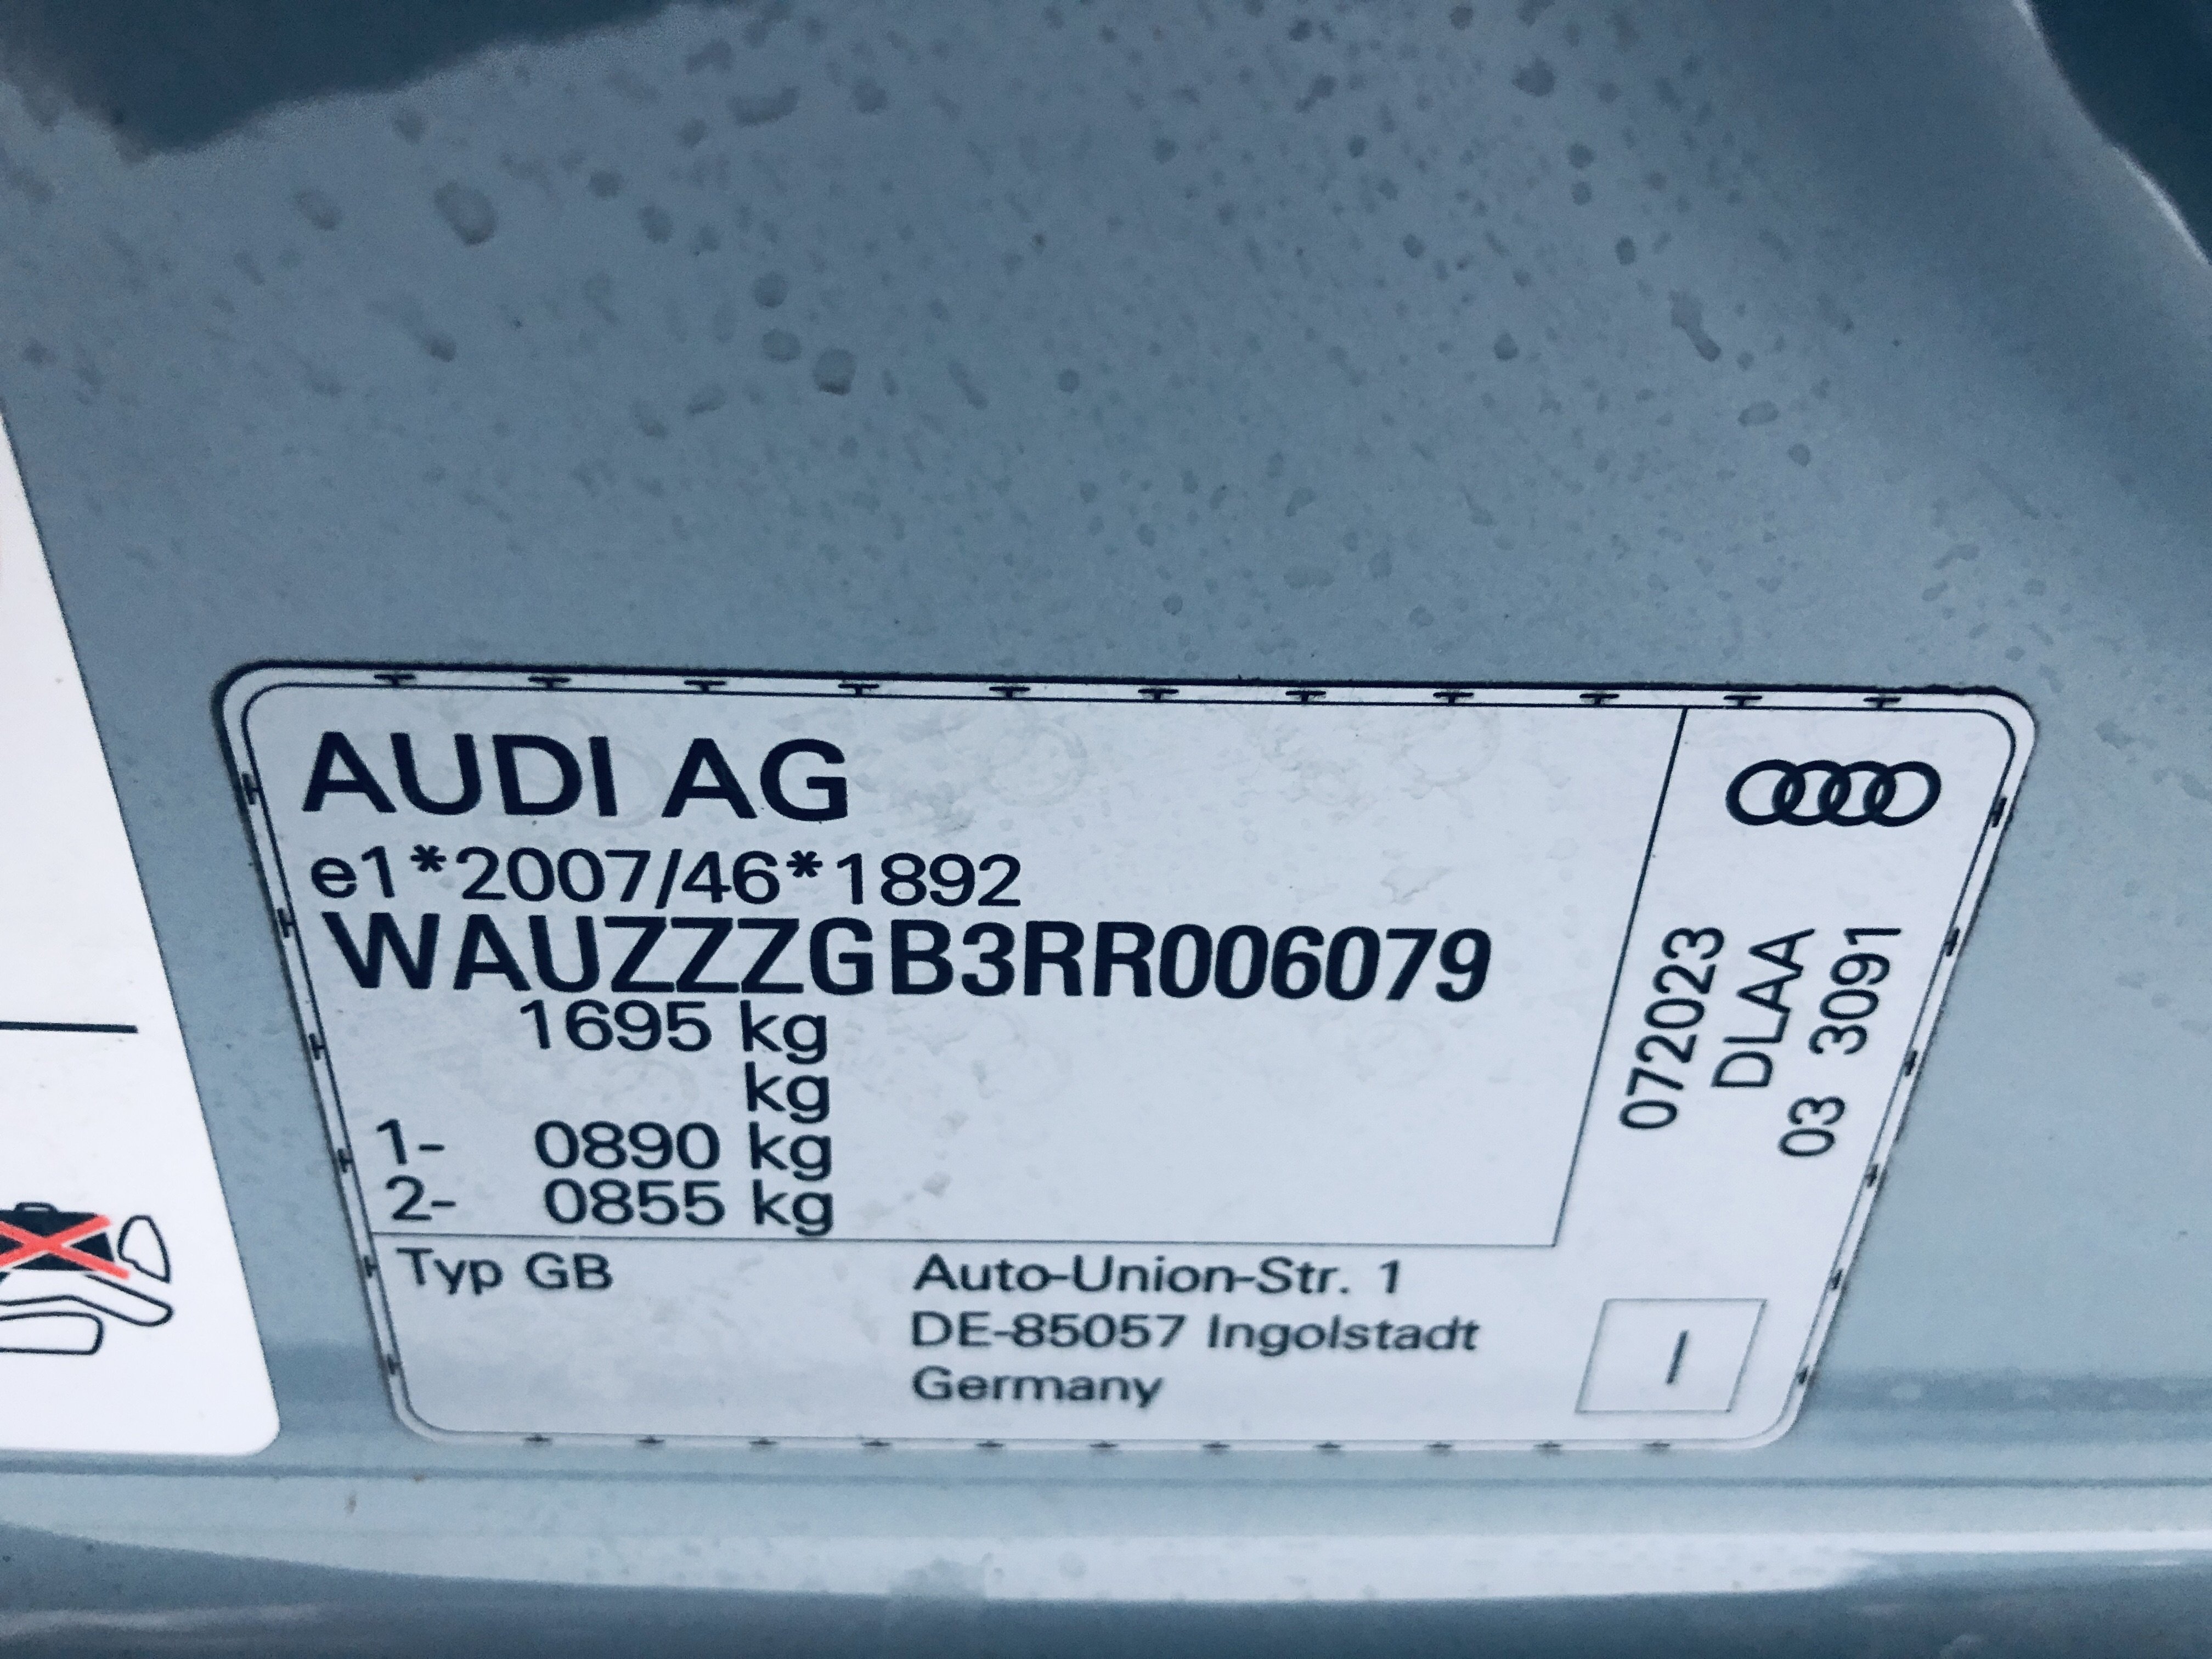 AUDI AG
e1*2007/46*1892
WAUZZZGB3RR006079
1695 kg
kg
1- 0890 kg
2- 0855 kg
Typ GB
Auto-Union-Str. 1
DE-85057 Ingolstadt
Germany
072023
DLAA
03 3091
I